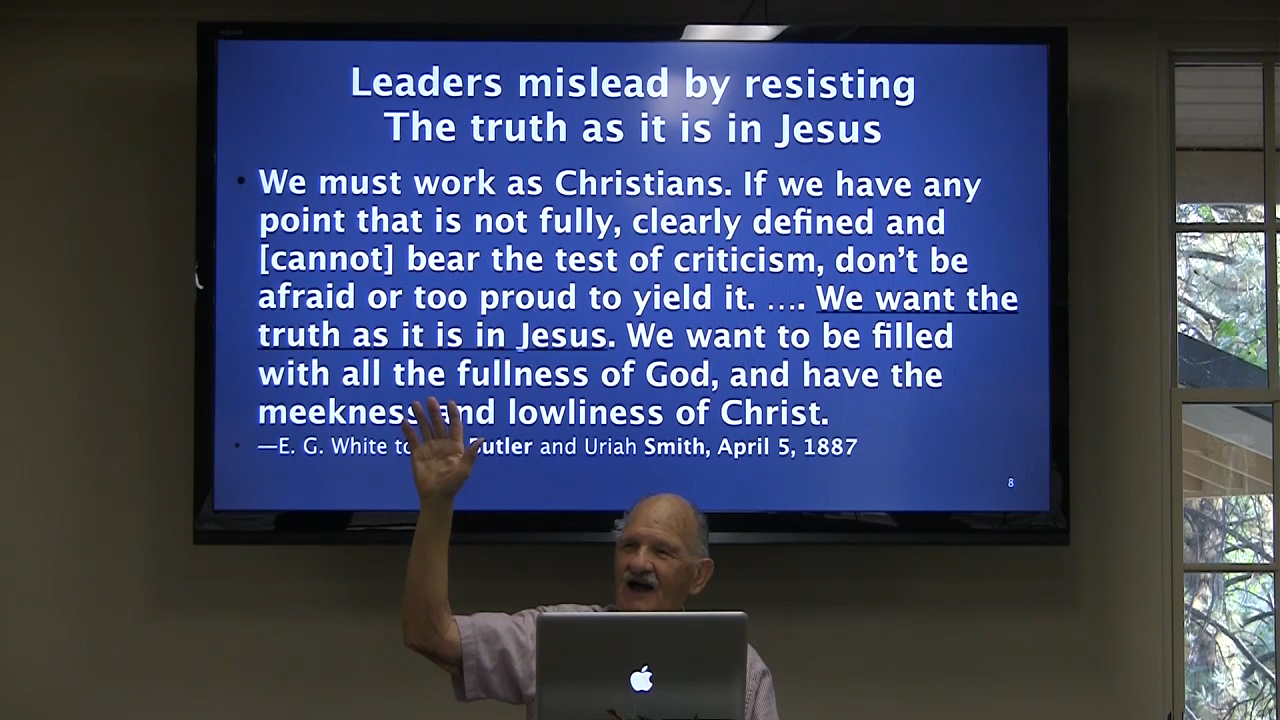 Leaders mislead by resisting
The truth as it is in Jesus
• We must work as Christians. If we have any
point that is not fully, clearly defined and
[cannot] bear the test of criticism, don’t be
afraid or too proud to yield it. …. We want the
truth as it is in Jesus. We want to be filled
with all the fullness of God, and have the
meekness and lowliness of Christ.
• —E. G. White to Butler and Uriah Smith, April 5, 1887
8